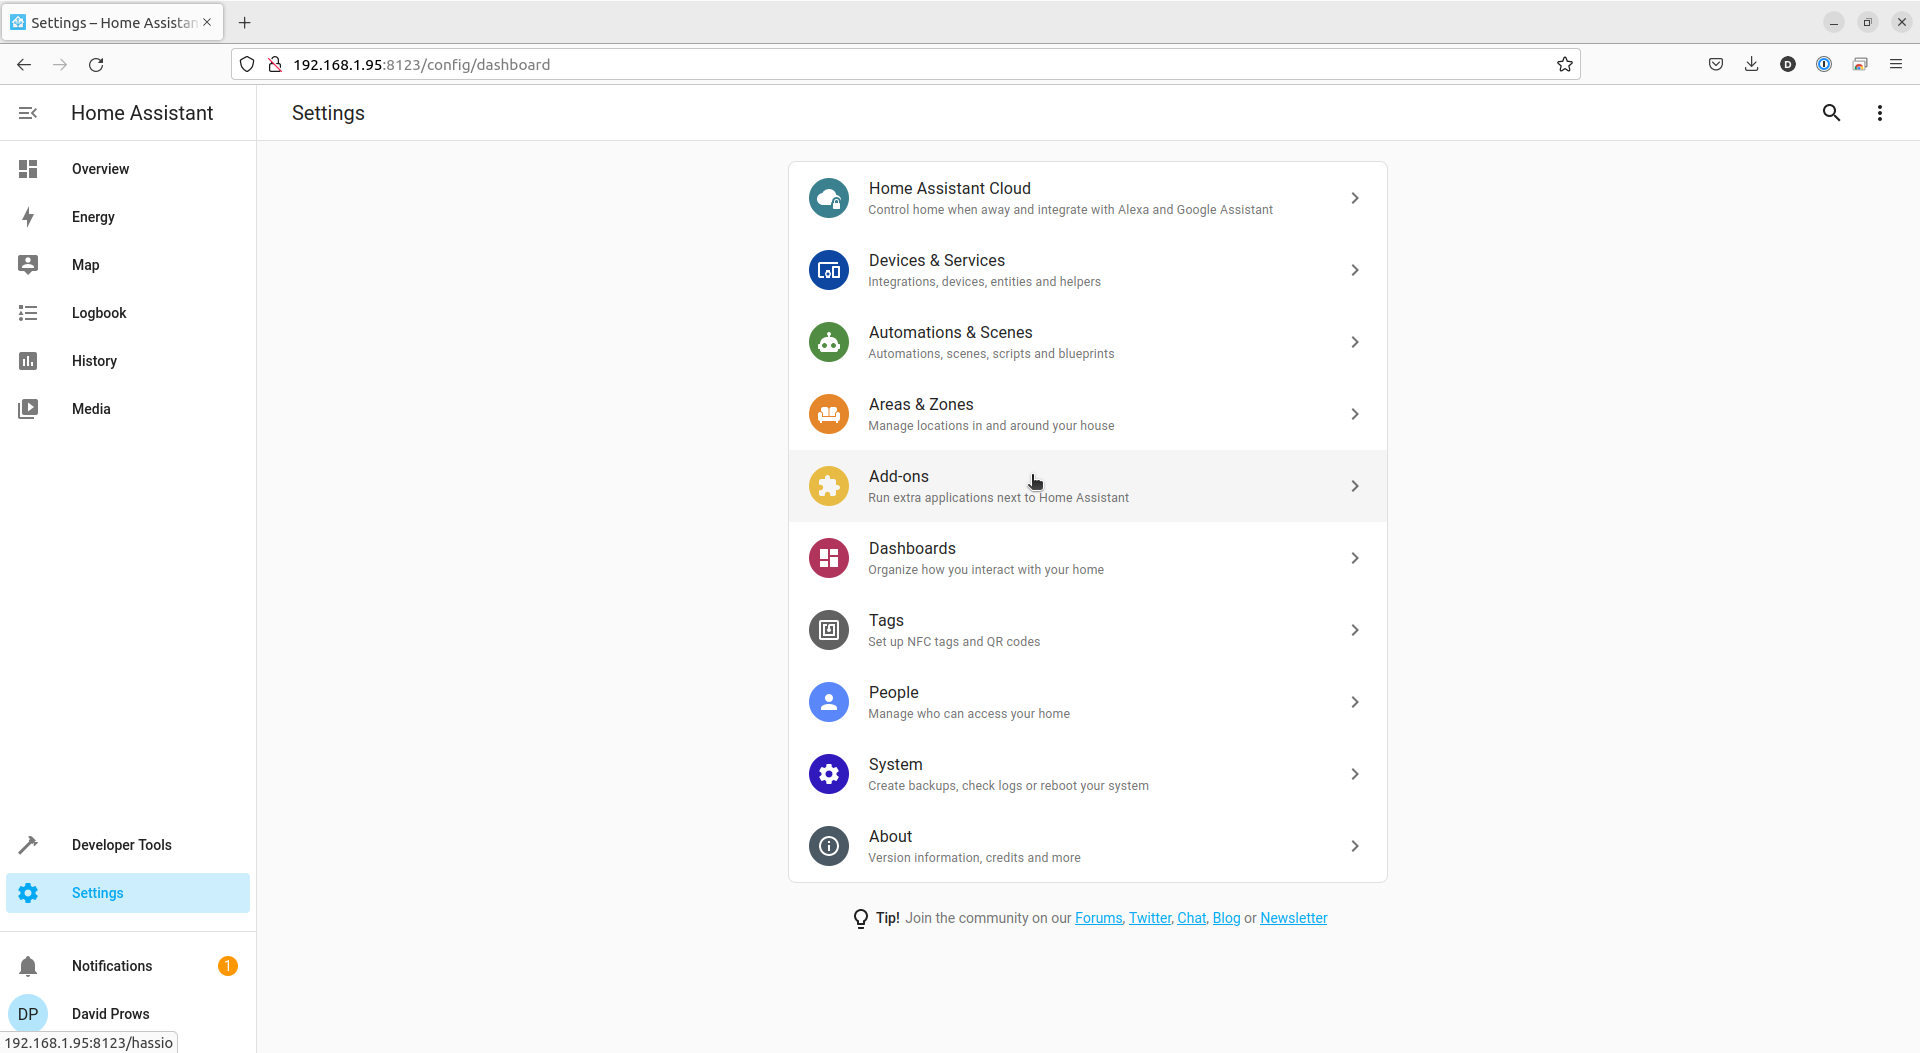 Settings – Home Assistan
192.168.1.95:8123/config/dashboard
D
Home Assistant
Settings
Overview
Energy
Map
Logbook
History
Media
Home Assistant Cloud
Control home when away and integrate with Alexa and Google Assistant
Devices & Services
Integrations, devices, entities and helpers
Automations & Scenes
Automations, scenes, scripts and blueprints
Areas & Zones
Manage locations in and around your house
Add-ons
Run extra applications next to Home Assistant
Dashboards
Organize how you interact with your home
Tags
Set up NFC tags and QR codes
People
Manage who can access your home
System
Create backups, check logs or reboot your system
About
Version information, credits and more
Tip! Join the community on our Forums, Twitter, Chat, Blog or Newsletter
Developer Tools
Settings
Notifications 1
DP David Prows
192.168.1.95:8123/hassio